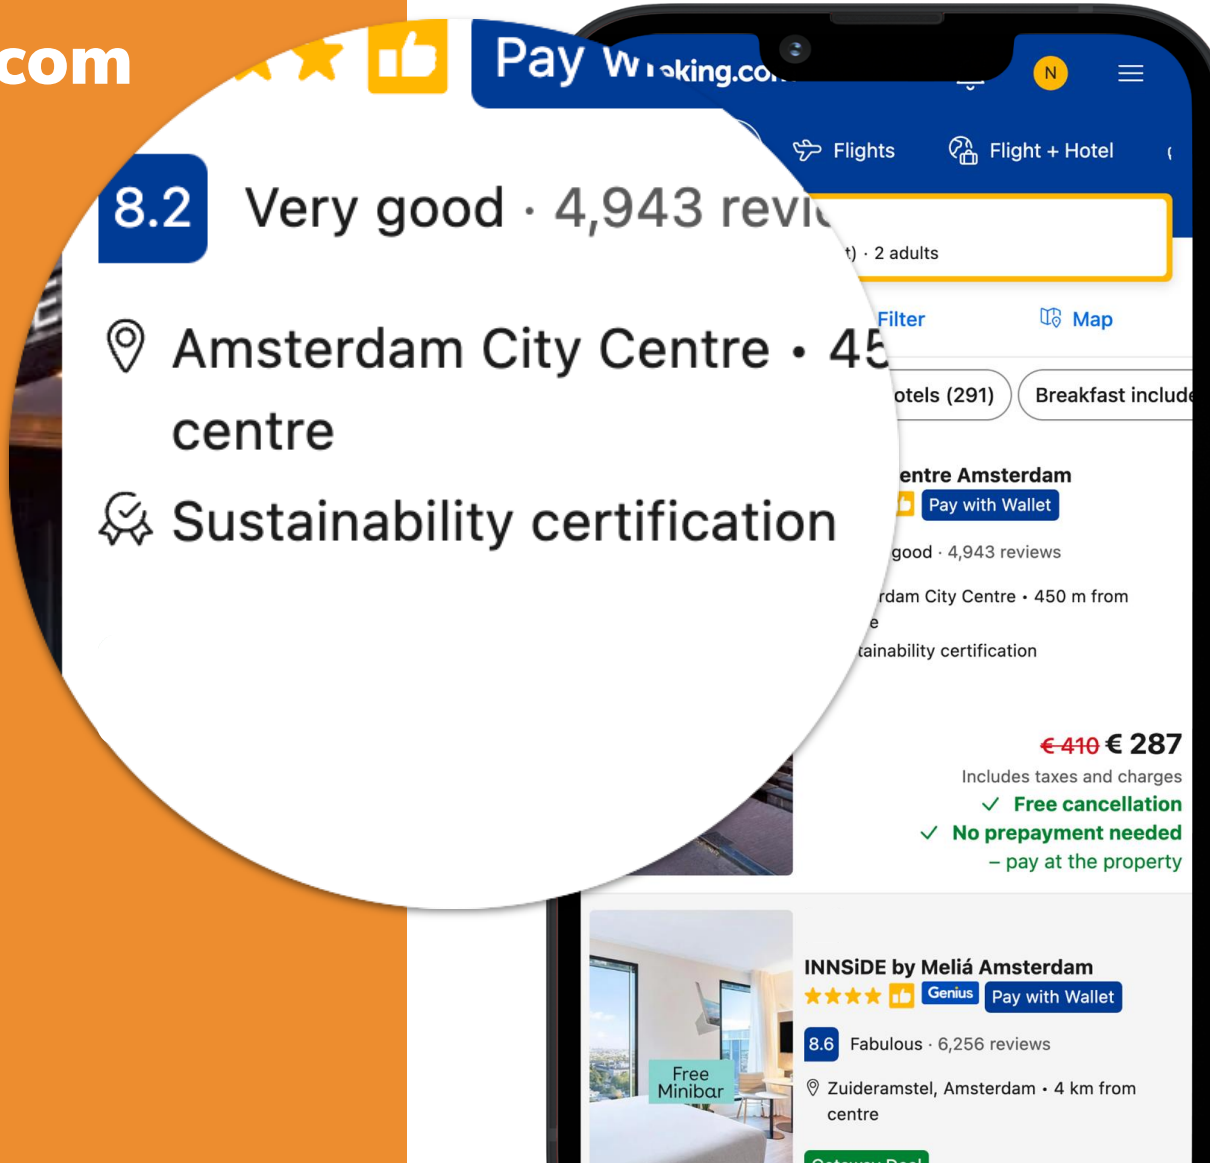 com
Pay w
8.2 Very good · 4,943
Amsterdam City Centre • 45
centre
Sustainability certification
oking.com
N
Flights
Flight + Hotel
t) · 2 adults
Filter
Map
otels (291)
Breakfast include
entre Amsterdam
Pay with Wallet
good · 4,943 reviews
rdam City Centre • 450 m from
e
tainability certification
€ 410 € 287
Includes taxes and charges
Free cancellation
No prepayment needed
– pay at the property
Free
Minibar
INNSiDE by Meliá Amsterdam
Genius Pay with Wallet
8.6 Fabulous · 6,256 reviews
Zuideramstel, Amsterdam • 4 km from
centre
Getaway Deal